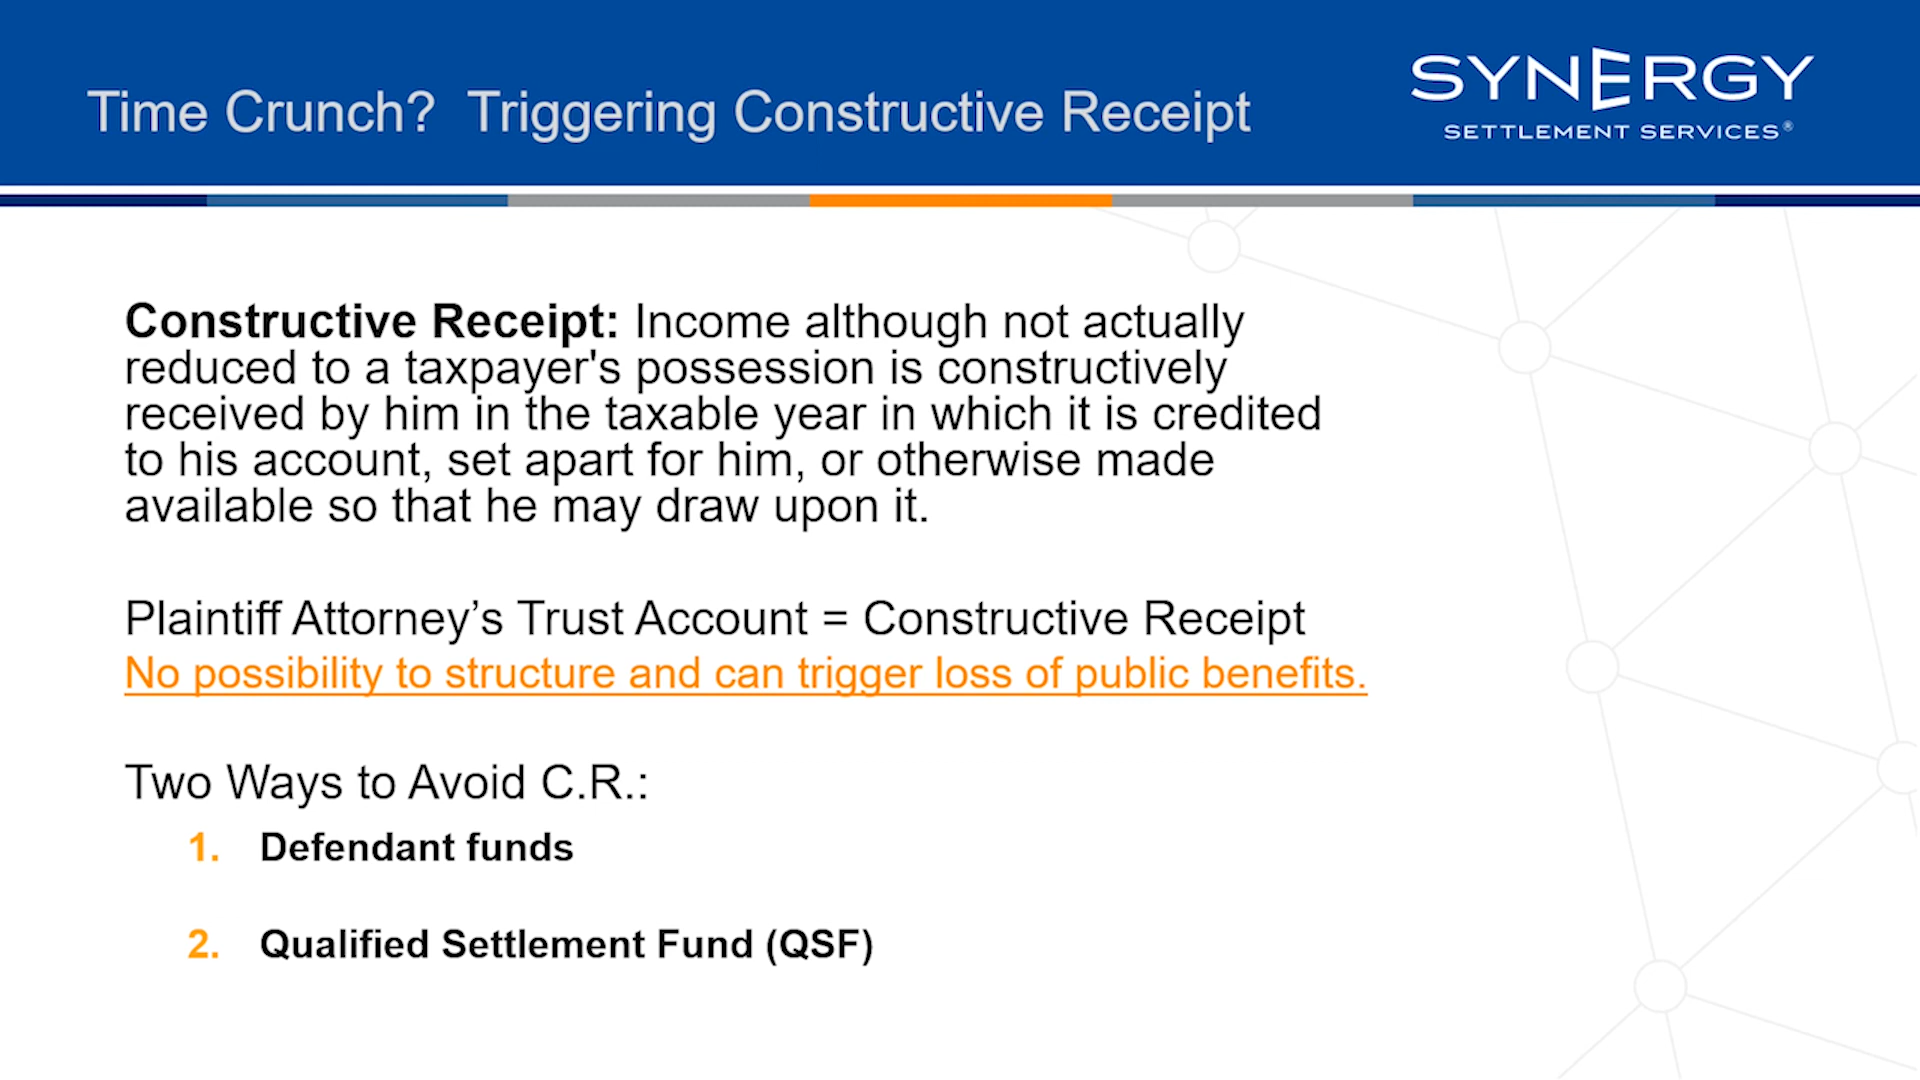 Time Crunch?  Triggering Constructive Receipt
SYNERGY
SETTLEMENT SERVICES®
Constructive Receipt: Income although not actually
reduced to a taxpayer's possession is constructively
received by him in the taxable year in which it is credited
to his account, set apart for him, or otherwise made
available so that he may draw upon it.
Plaintiff Attorney’s Trust Account = Constructive Receipt
No possibility to structure and can trigger loss of public benefits.
Two Ways to Avoid C.R.:
1. Defendant funds
2. Qualified Settlement Fund (QSF)